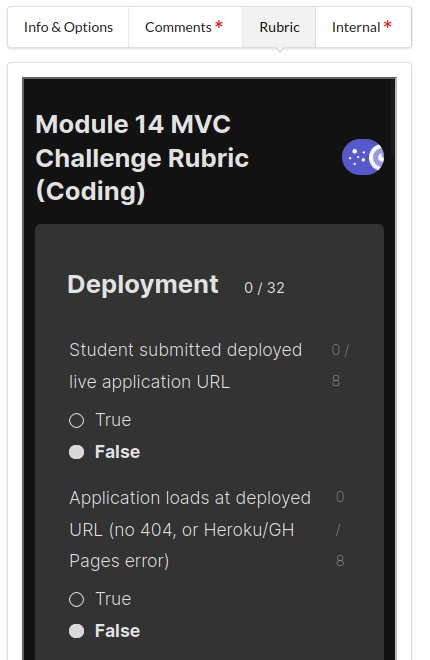 Info & Options Comments * Rubric Internal *
Module 14 MVC
Challenge Rubric
(Coding)
Deployment 0 / 32
Student submitted deployed 0 /
live application URL 8
True
False
Application loads at deployed 0
URL (no 404, or Heroku/GH /
Pages error) 8
True
False